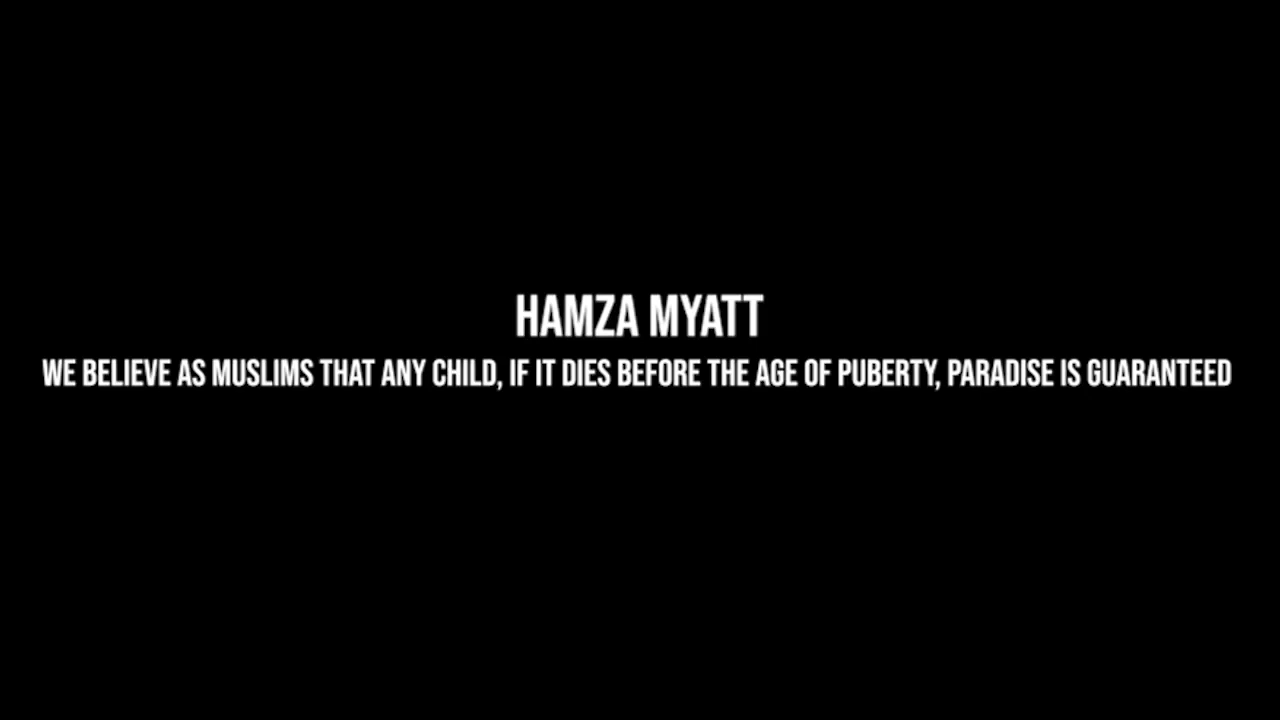 HAMZA MYATT
WE BELIEVE AS MUSLIMS THAT ANY CHILD, IF IT DIES BEFORE THE AGE OF PUBERTY, PARADISE IS GUARANTEED